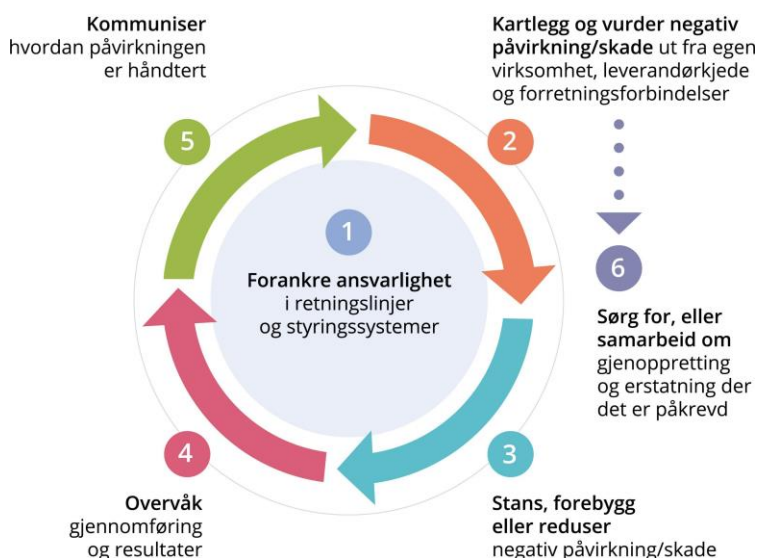 Kommuniser
hvordan påvirkningen
er håndtert
5
Kartlegg og vurder negativ
påvirkning/skade ut fra egen
virksomhet, leverandørkjede
og forretningsforbindelser
2
1
Forankre ansvarlighet
i retningslinjer
og styringssystemer
6
Sørg for, eller
samarbeid om
gjenoppretting
og erstatning der
det er påkrevd
4
Overvåk
gjennomføring
og resultater
3
Stans, forebygg
eller reduser
negativ påvirkning/skade